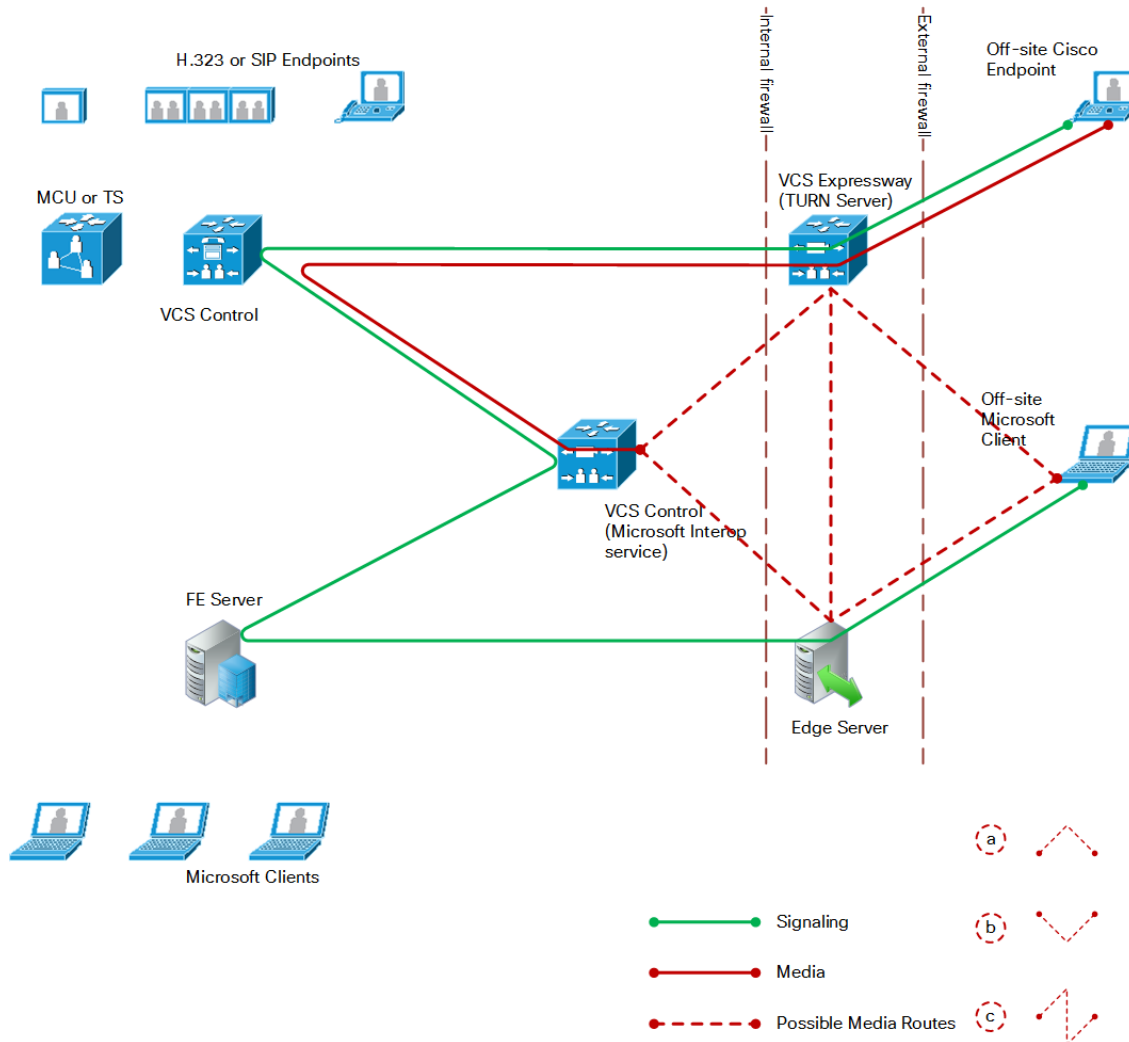 H.323 or SIP Endpoints
Internal firewall
External firewall
Off-site Cisco
Endpoint
MCU or TS
VCS Expressway
(TURN Server)
VCS Control
Off-site
Microsoft
Client
VCS Control
(Microsoft Interop
service)
FE Server
Edge Server
Microsoft Clients
a
Signaling
b
Media
Possible Media Routes
c